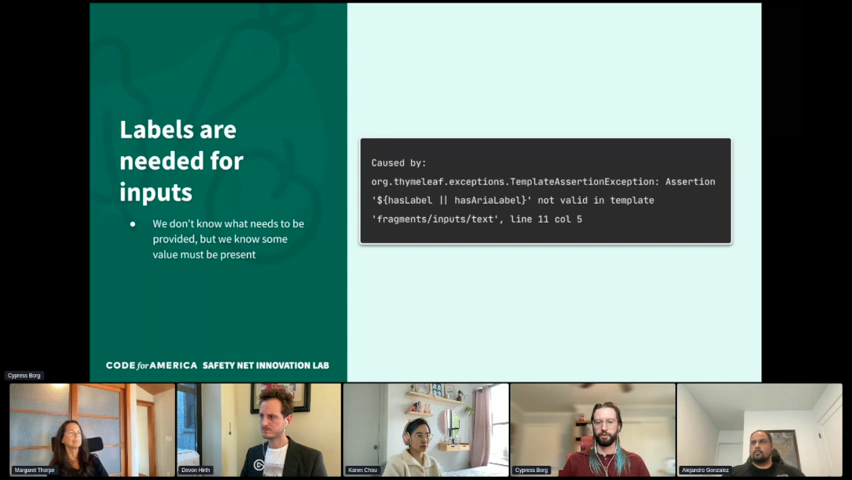 Labels are
needed for
inputs
● We don't know what needs to be
provided, but we know some
value must be present
CODE for AMERICA SAFETY NET INNOVATION LAB
Caused by:
org.thymeleaf.exceptions.TemplateAssertionException: Assertion
'${hasLabel || hasAriaLabel}' not valid in template
'fragments/inputs/text', line 11 col 5
Cypress Borg
Margaret Thorpe
Devon Hirth
Karen Chau
Cypress Borg
Alejandro Gonzalez